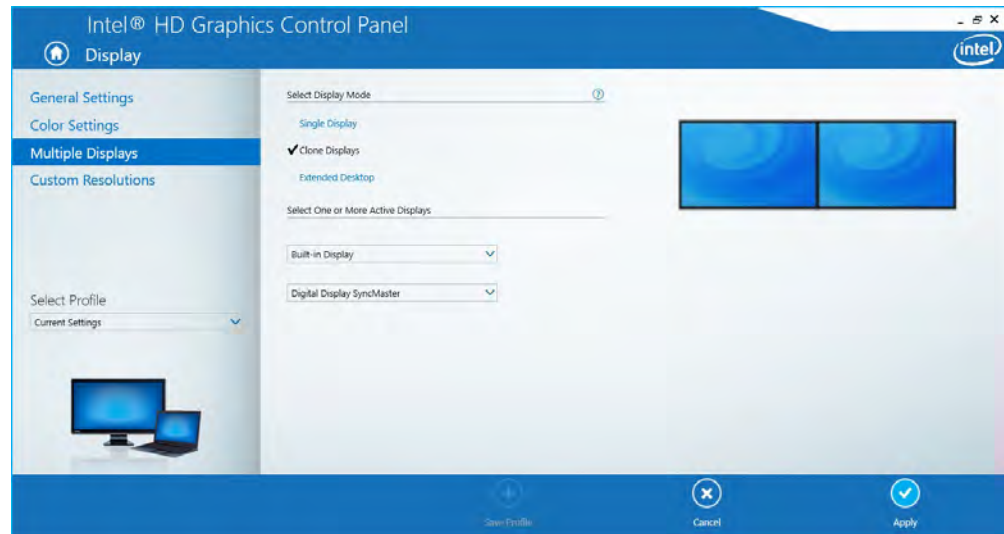 Intel® HD Graphics Control Panel
Display
intel
General Settings
Color Settings
Multiple Displays
Custom Resolutions
Select Profile
Current Settings
Select Display Mode
Single Display
Clone Displays
Extended Desktop
Select One or More Active Displays
Built-in Display
Digital Display SyncMaster
Save Profile
Cancel
Apply